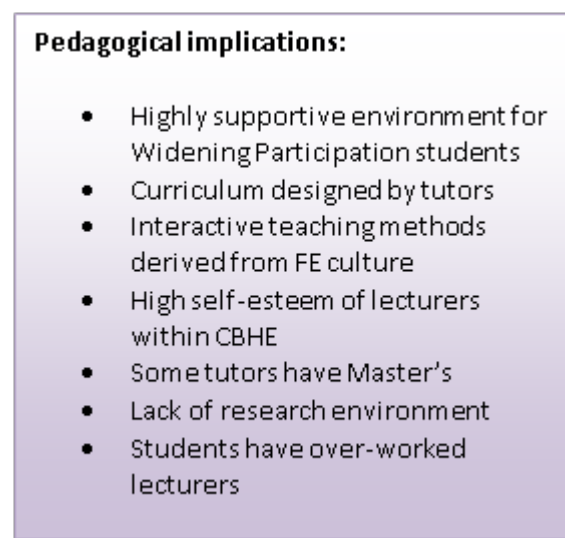 Pedagogical implications:
• Highly supportive environment for
Widening Participation students
• Curriculum designed by tutors
• Interactive teaching methods
derived from FE culture
• High self-esteem of lecturers
within CBHE
• Some tutors have Master's
• Lack of research environment
• Students have over-worked
lecturers